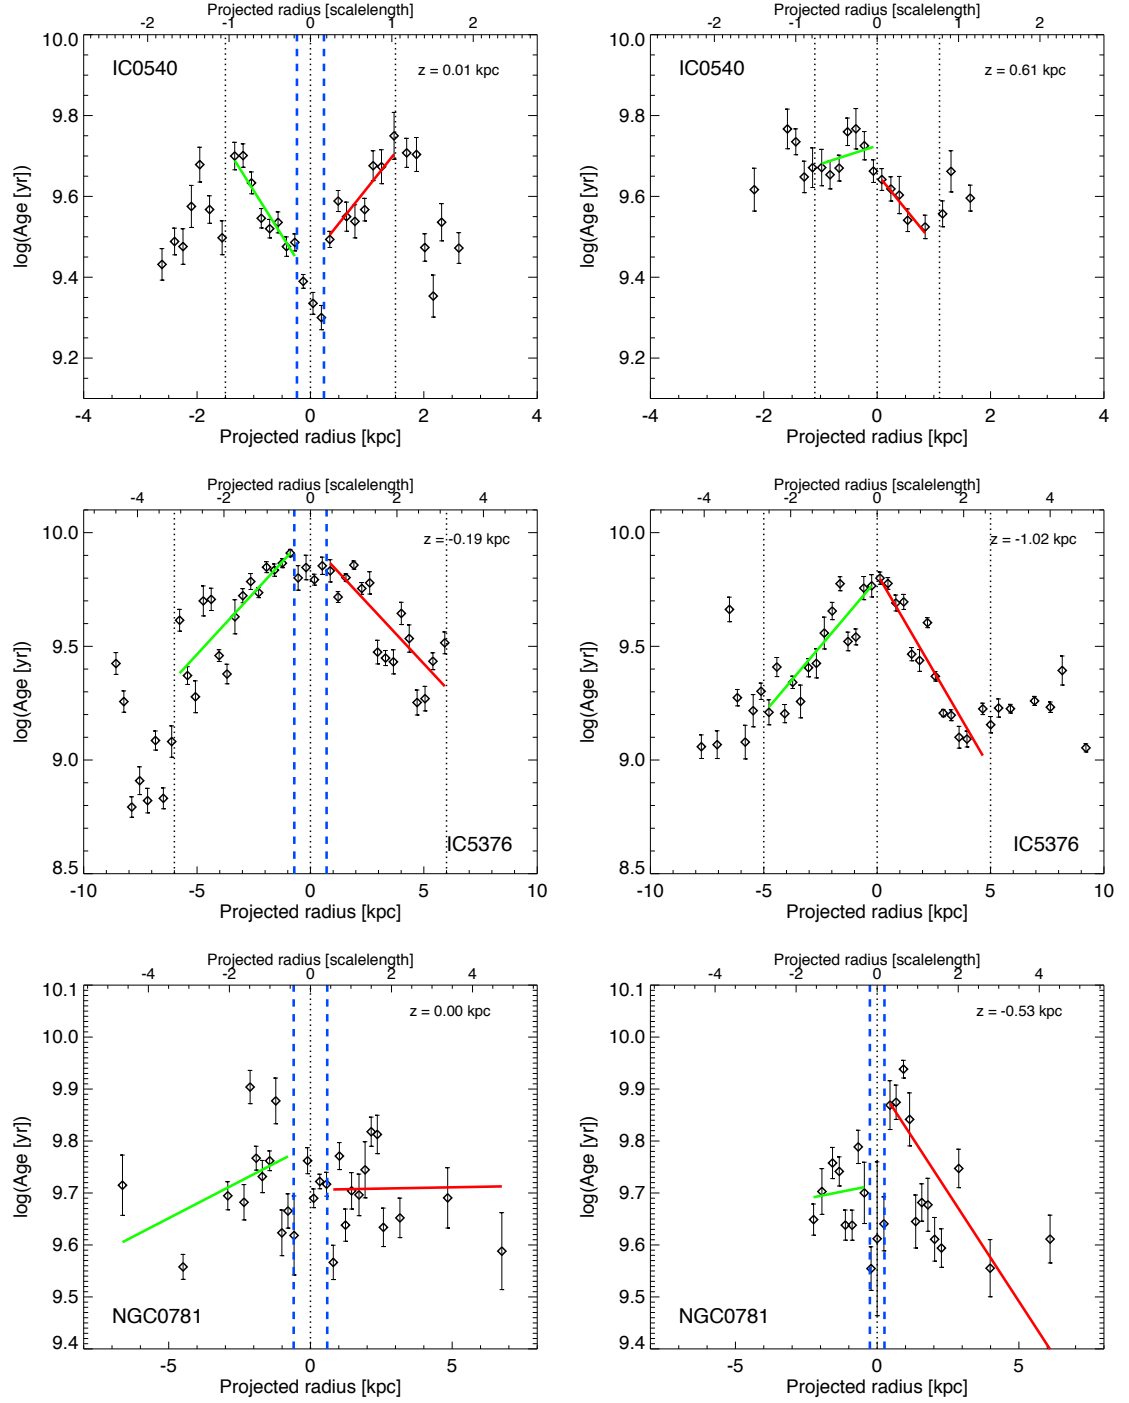 Projected radius [scalelength]
-2 -1 0 1 2
10.0
9.8
9.6
9.4
9.2
log(Age [yr])
IC0540
z = 0.01 kpc
-4 -2 0 2 4
Projected radius [kpc]
Projected radius [scalelength]
-2 -1 0 1 2
10.0
9.8
9.6
9.4
9.2
log(Age [yr])
IC0540
z = 0.61 kpc
-4 -2 0 2 4
Projected radius [kpc]
Projected radius [scalelength]
-4 -2 0 2 4
10.0
9.5
9.0
8.5
log(Age [yr])
z = -0.19 kpc
IC5376
-10 -5 0 5 10
Projected radius [kpc]
Projected radius [scalelength]
-4 -2 0 2 4
10.0
9.5
9.0
8.5
log(Age [yr])
z = -1.02 kpc
IC5376
-10 -5 0 5 10
Projected radius [kpc]
Projected radius [scalelength]
-4 -2 0 2 4
10.1
10.0
9.9
9.8
9.7
9.6
9.5
9.4
log(Age [yr])
z = 0.00 kpc
NGC0781
-5 0 5
Projected radius [kpc]
Projected radius [scalelength]
-4 -2 0 2 4
10.1
10.0
9.9
9.8
9.7
9.6
9.5
9.4
log(Age [yr])
z = -0.53 kpc
NGC0781
-5 0 5
Projected radius [kpc]